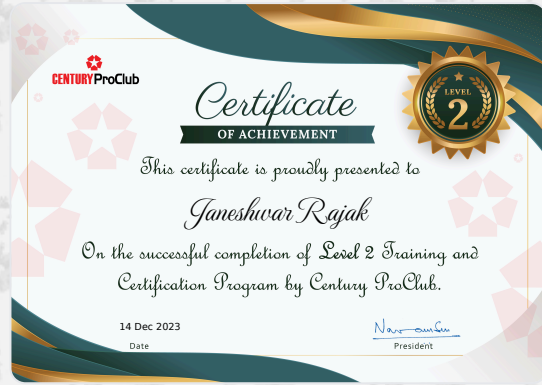 CENTURY ProClub
Certificate
OF ACHIEVEMENT
LEVEL
2
This certificate is proudly presented to
Janeshwar Rajak
On the successful completion of Level 2 Training and
Certification Program by Century ProClub.
14 Dec 2023
Date
President